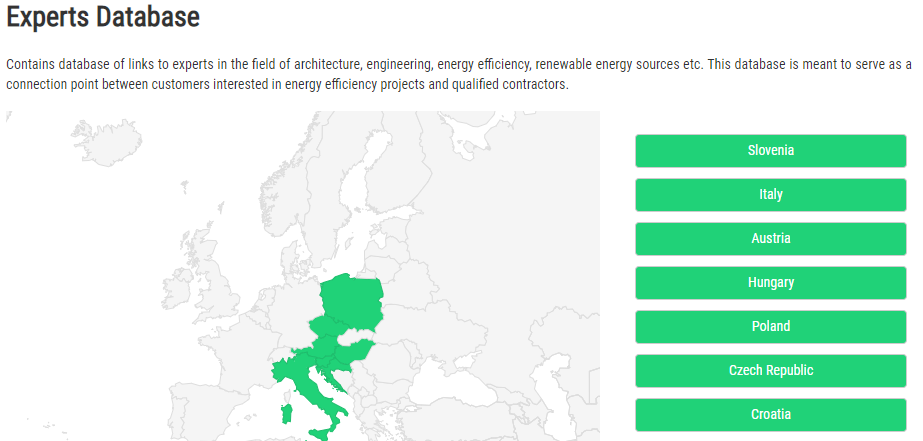 Experts Database
Contains database of links to experts in the field of architecture, engineering, energy efficiency, renewable energy sources etc. This database is meant to serve as a
connection point between customers interested in energy efficiency projects and qualified contractors.
Slovenia
Italy
Austria
Hungary
Poland
Czech Republic
Croatia